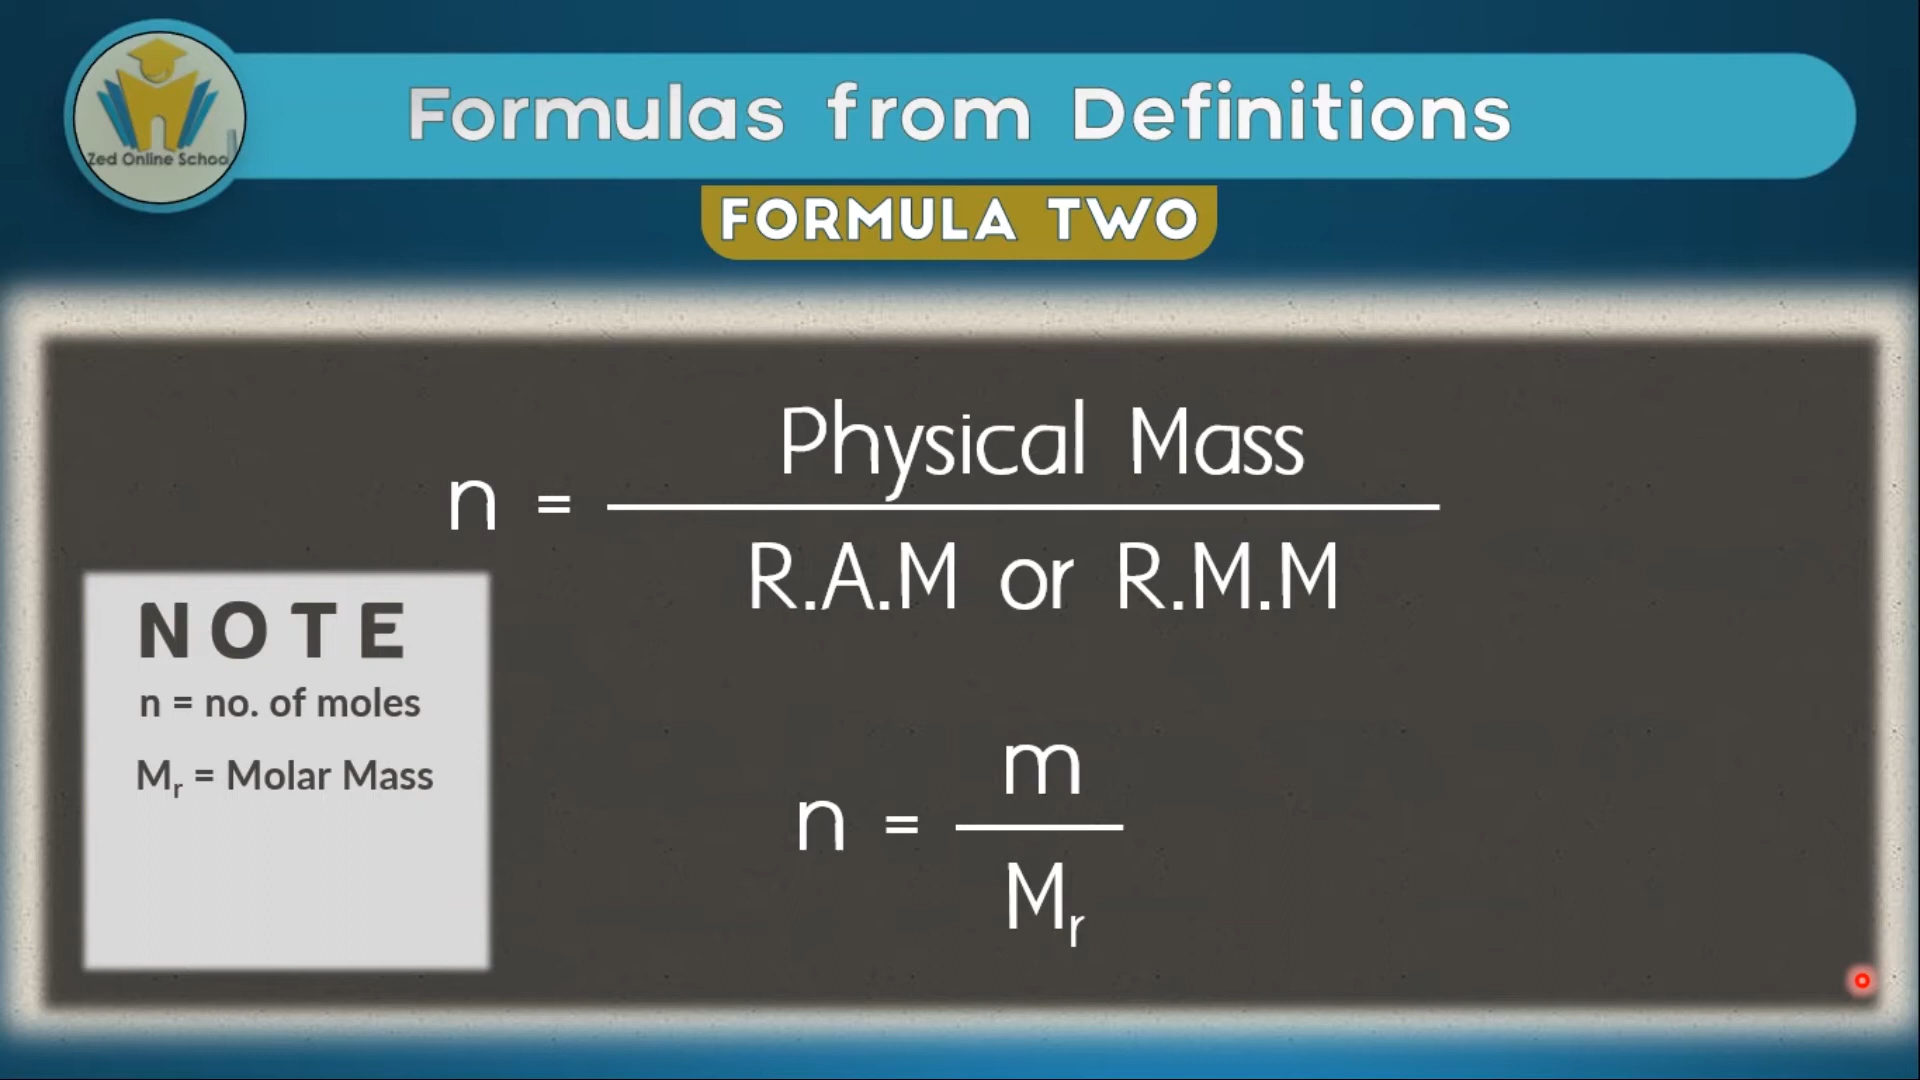 Zed Online School
Formulas from Definitions
FORMULA TWO
n = Physical Mass / R.A.M or R.M.M
NOTE
n = no. of moles
Mᵣ = Molar Mass
n = m / Mᵣ